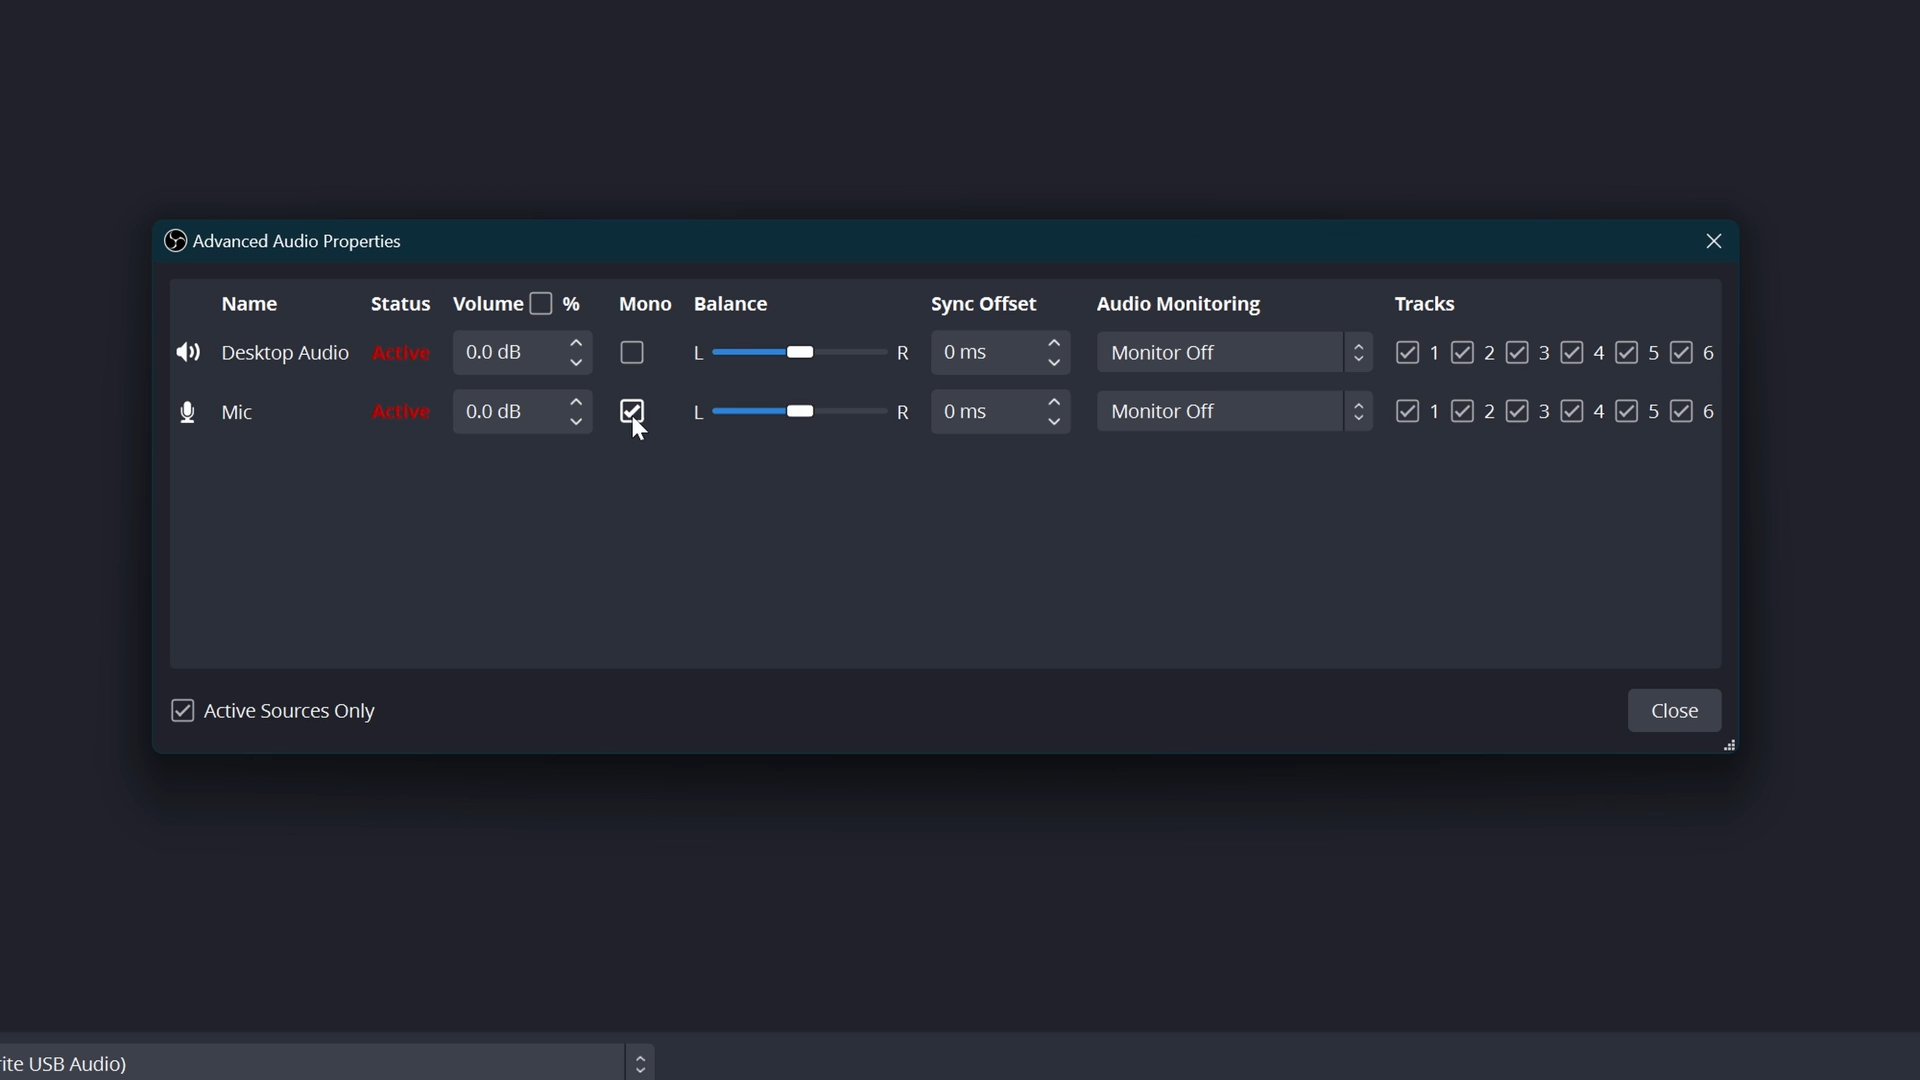 Advanced Audio Properties
Name Status Volume % Mono Balance Sync Offset Audio Monitoring Tracks
Desktop Audio Active 0.0 dB L R 0 ms Monitor Off 1 2 3 4 5 6
Mic Active 0.0 dB L R 0 ms Monitor Off 1 2 3 4 5 6
Active Sources Only Close
ite USB Audio)